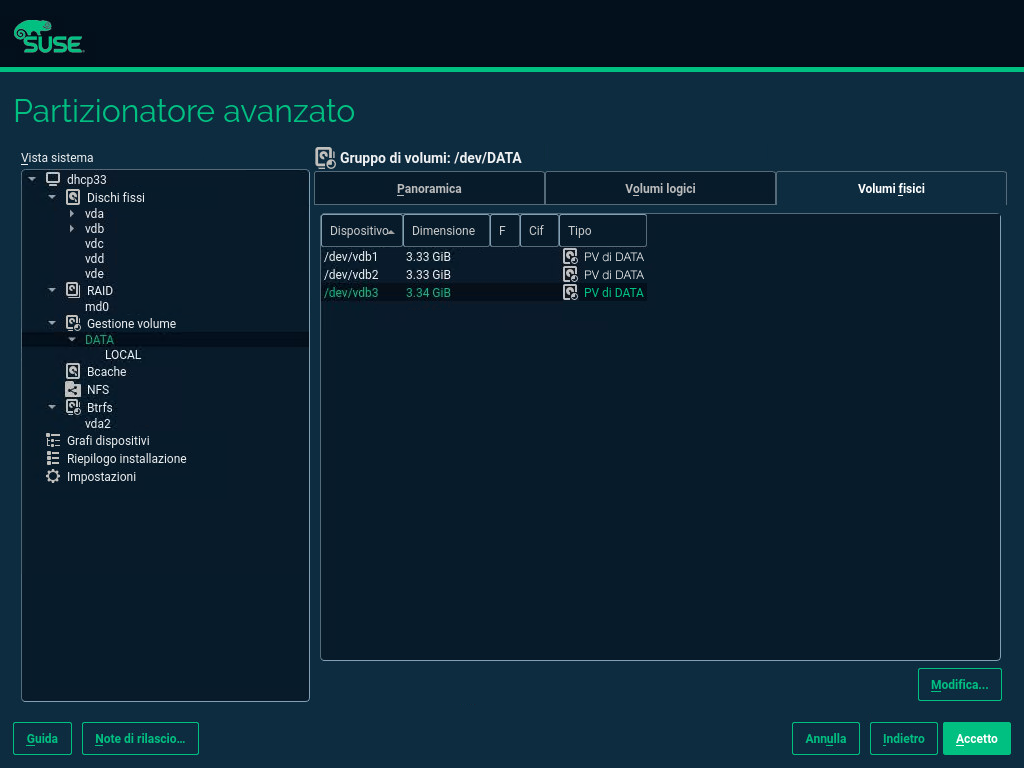 SUSE
Partizionatore avanzato
Vista sistema
dhcp33
Dischi fissi
vda
vdb
vdc
vdd
vde
RAID
md0
Gestione volume
DATA
LOCAL
Bcache
NFS
Btrfs
vda2
Grafi dispositivi
Riepilogo installazione
Impostazioni
Gruppo di volumi: /dev/DATA
Panoramica Volumi logici Volumi fisici
Dispositivo Dimensione F Cif Tipo
/dev/vdb1 3.33 GiB PV di DATA
/dev/vdb2 3.33 GiB PV di DATA
/dev/vdb3 3.34 GiB PV di DATA
Modifica...
Guida Note di rilascio... Annulla Indietro Accetto